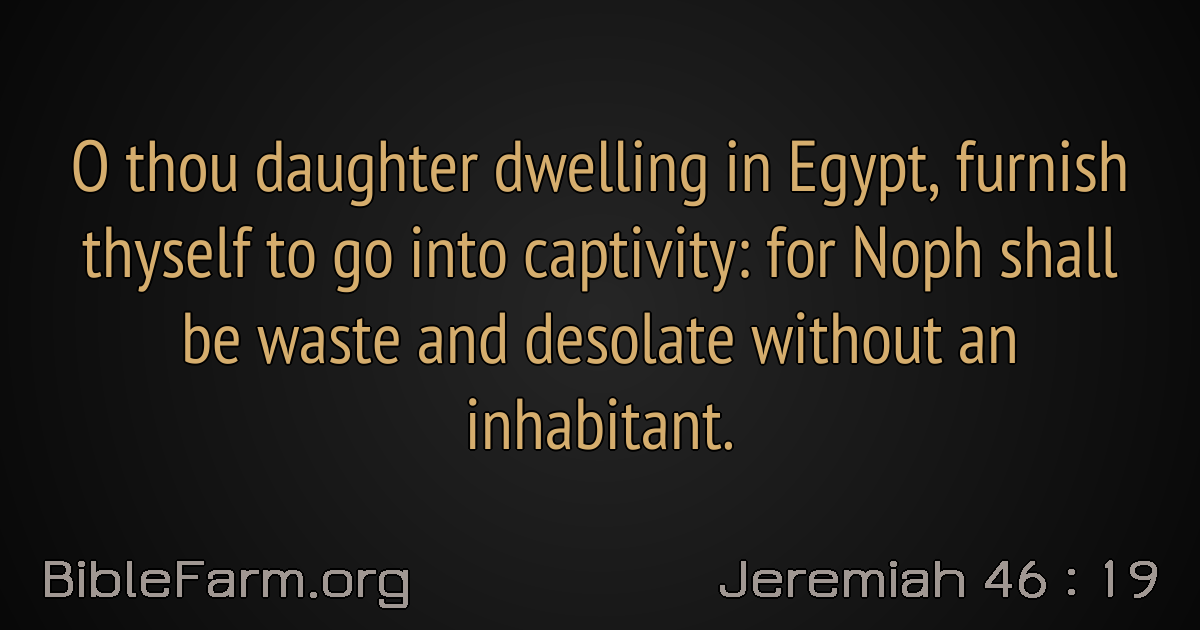 O thou daughter dwelling in Egypt, furnish
thyself to go into captivity: for Noph shall
be waste and desolate without an
inhabitant.
BibleFarm.org
Jeremiah 46 : 19